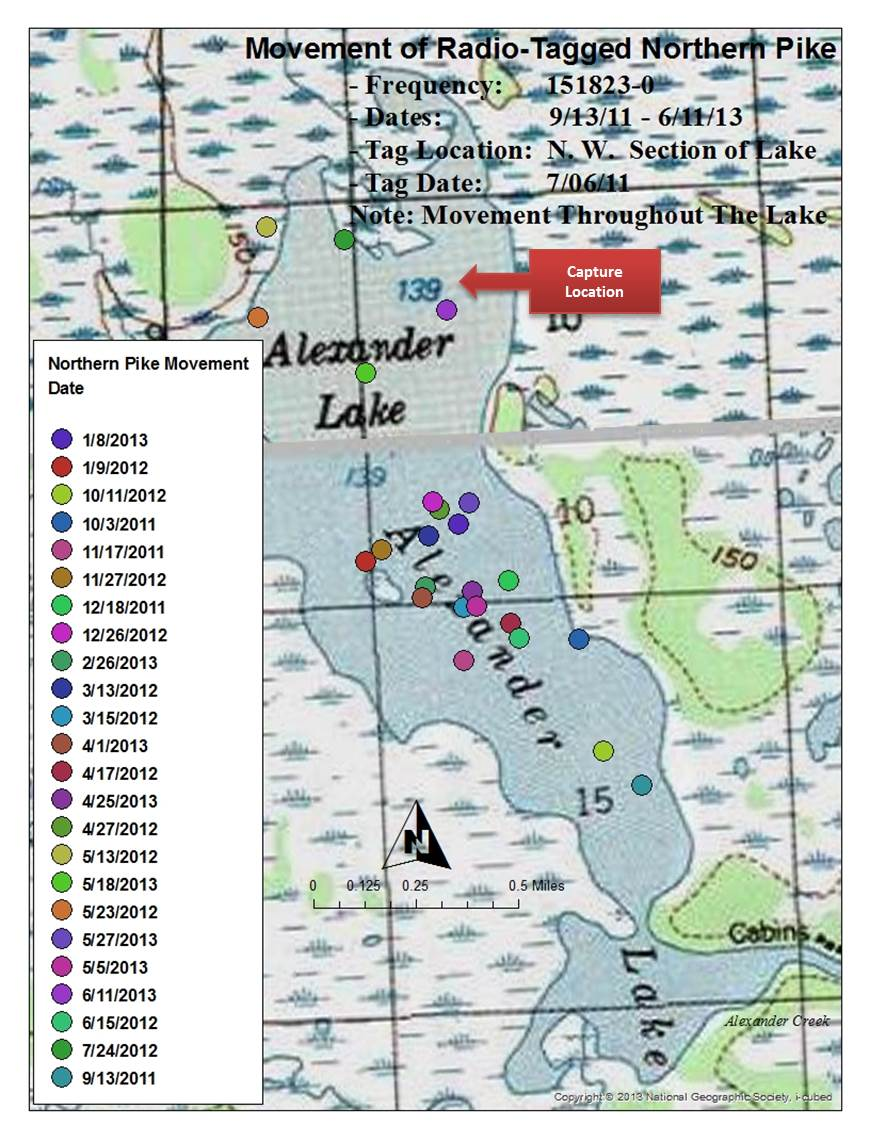 Movement of Radio-Tagged Northern Pike
- Frequency: 151823-0
- Dates: 9/13/11 - 6/11/13
- Tag Location: N. W. Section of Lake
- Tag Date: 7/06/11
Note: Movement Throughout The Lake
150
139
Capture
Location
10
Alexander
Lake
139
10
150
Alexander
15
Lake
Cabins
Alexander Creek
N
0 0.125 0.25 0.5 Miles
Northern Pike Movement
Date
1/8/2013
1/9/2012
10/11/2012
10/3/2011
11/17/2011
11/27/2012
12/18/2011
12/26/2012
2/26/2013
3/13/2012
3/15/2012
4/1/2013
4/17/2012
4/25/2013
4/27/2012
5/13/2012
5/18/2013
5/23/2012
5/27/2013
5/5/2013
6/11/2013
6/15/2012
7/24/2012
9/13/2011
Copyright © 2013 National Geographic Society, i-cubed